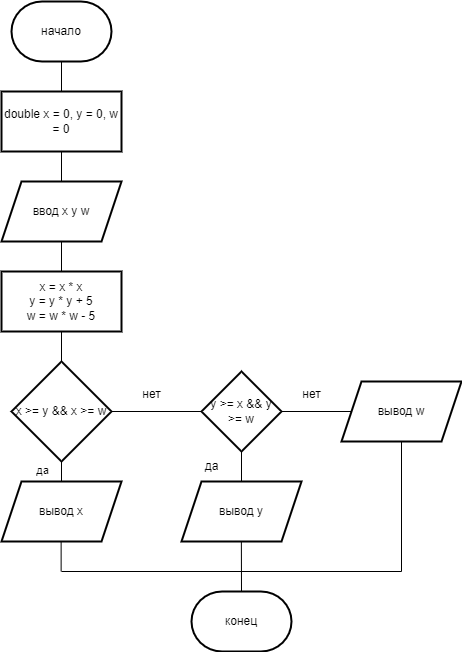 начало
double x = 0, y = 0, w
= 0
ввод x y w
x = x * x
y = y * y + 5
w = w * w - 5
x >= y && x >= w
нет
y >= x && y
>= w
нет
вывод w
да
да
вывод x
вывод y
конец